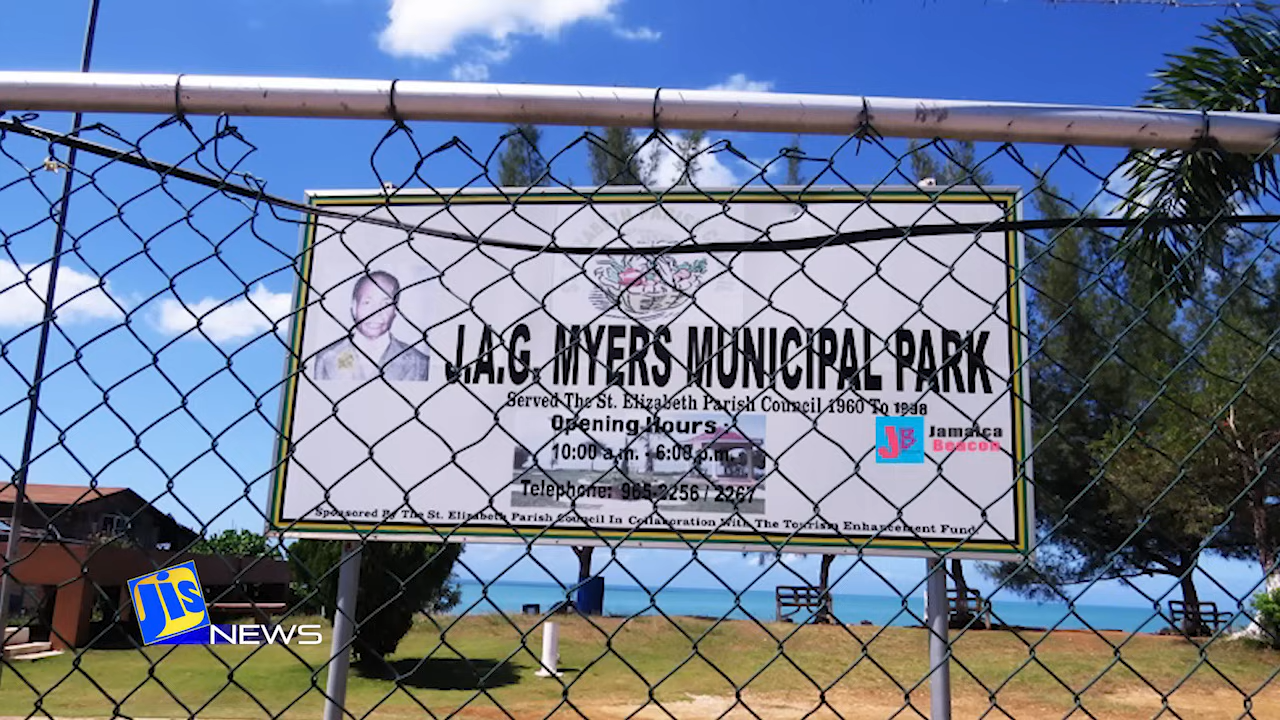 J.A.G. MYERS MUNICIPAL PARK
Served The St. Elizabeth Parish Council 1960 To 1998
Opening Hours
10:00 a.m. - 6:00 p.m.
Telephone: 965-2256 / 2267
JB Jamaica
Beacon
Sponsored By The St. Elizabeth Parish Council In Collaboration With The Tourism Enhancement Fund
Jis NEWS